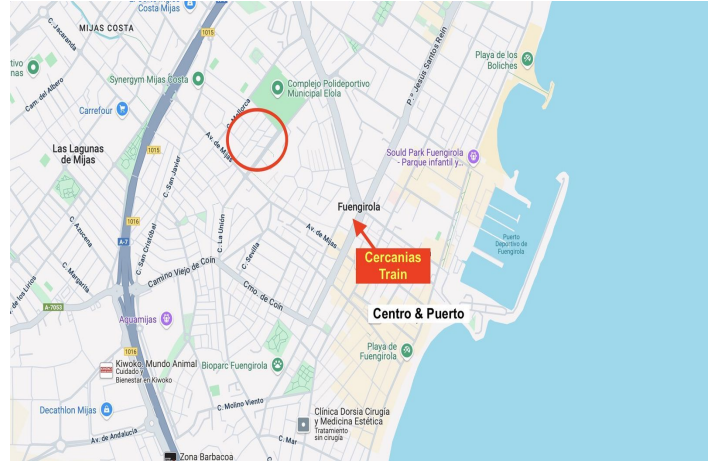 Costa Mijas
MIJAS COSTA
C. Jacaranda
1015
Synergym Mijas Costa
Complejo Polideportivo
Municipal Elola
Playa de los
Boliches
P.º Jesús Santos Rein
Cam. del Albero
Carrefour
C. Mallorca
Av. de Mijas
Las Lagunas
de Mijas
1015
C. San Javier
Sould Park Fuengirola
- Parque infantil y...
Fuengirola
C. Azucena
1016
A-7
C. San Cristóbal
C. La Unión
C. Sevilla
Av. de Mijas
Puerto
Deportivo de
Fuengirola
Cercanias
Train
C. Margarita
Camino Viejo de Coín
Cmo. de Coín
A-7053
Centro & Puerto
Aquamijas
1016
Kiwoko, Mundo Animal
Cuidado y
Bienestar en Kiwoko
Bioparc Fuengirola
Playa de
Fuengirola
Decathlon Mijas
C. Molino Viento
Clínica Dorsia Cirugía
y Medicina Estética
Tratamiento
sin cirugía
Av. de Andalucía
C. Mar
Zona Barbacoa